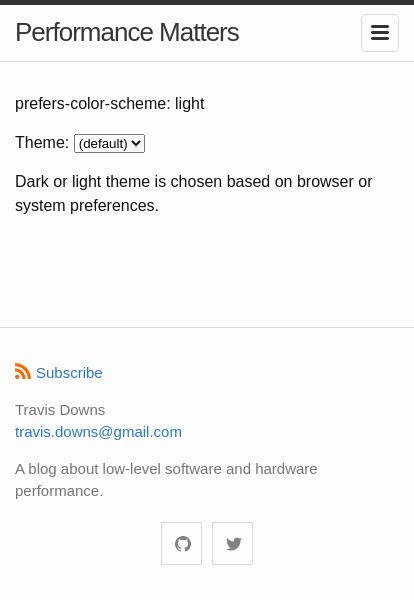 Performance Matters
prefers-color-scheme: light
Theme: (default)
Dark or light theme is chosen based on browser or
system preferences.
Subscribe
Travis Downs
travis.downs@gmail.com
A blog about low-level software and hardware
performance.